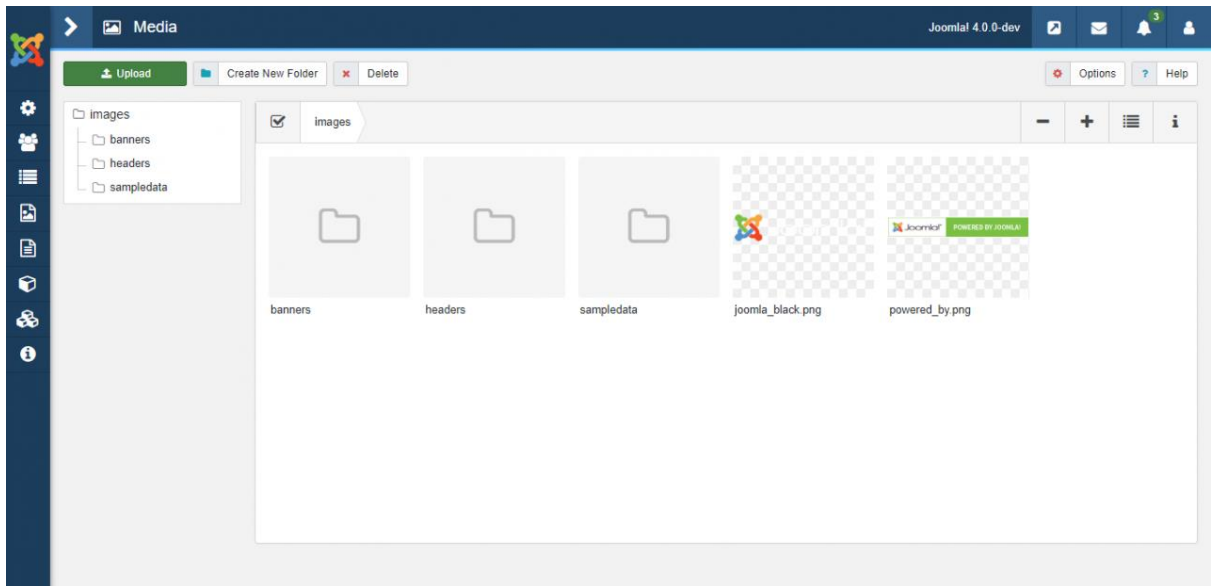 Media
Joomla! 4.0.0-dev
3
Upload
Create New Folder
Delete
Options
? Help
images
banners
headers
sampledata
images
i
Joomla!
POWERED BY JOOMLA!
banners
headers
sampledata
joomla_black.png
powered_by.png